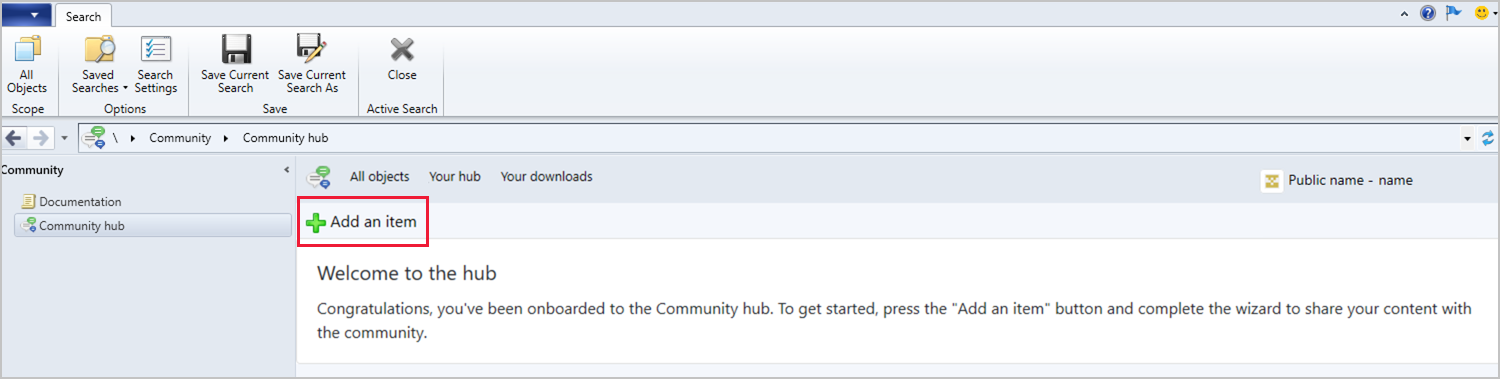 Search
All
Objects
Scope
Saved
Searches
Search
Settings
Options
Save Current
Search
Save Current
Search As
Save
Close
Active Search
\ Community Community hub
Community
Documentation
Community hub
All objects Your hub Your downloads
Public name - name
Add an item
Welcome to the hub
Congratulations, you've been onboarded to the Community hub. To get started, press the "Add an item" button and complete the wizard to share your content with
the community.